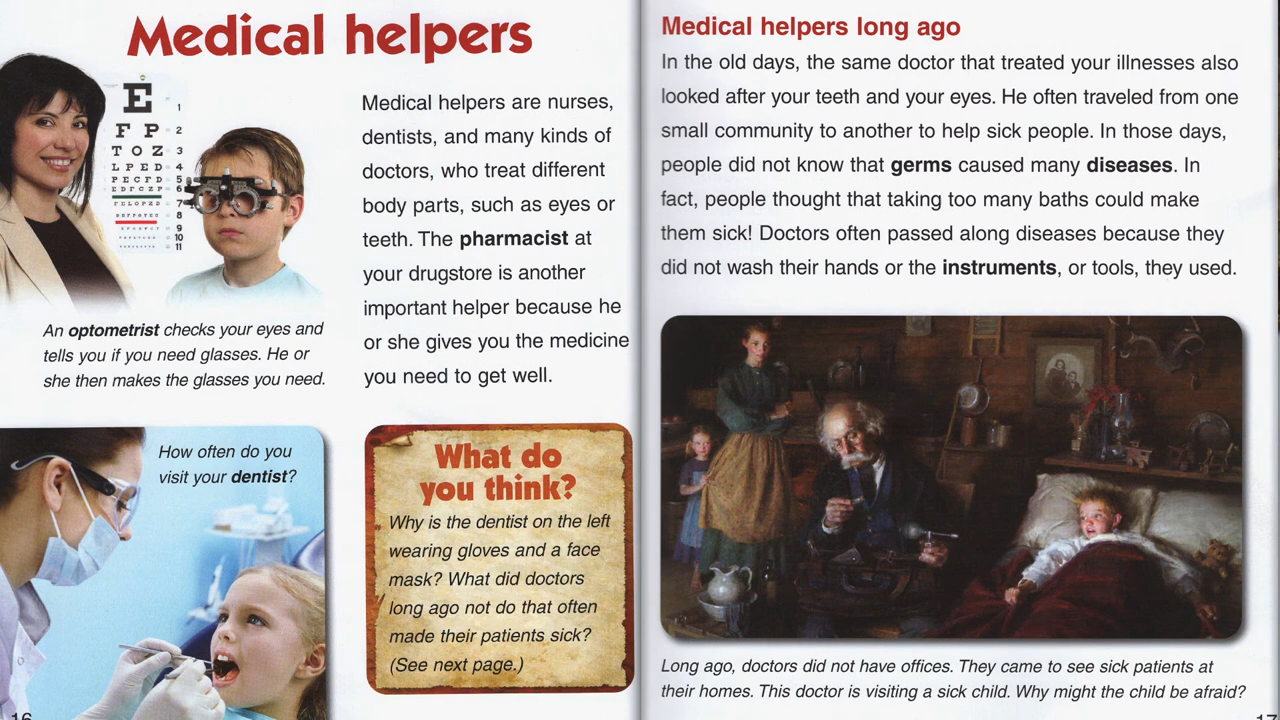 Medical helpers
E 1
F P 2
T O Z 3
L P E D 4
P E C F D 5
E D F C Z P 6
F E L O P Z D 7
8
9
10
11
An optometrist checks your eyes and
tells you if you need glasses. He or
she then makes the glasses you need.
Medical helpers are nurses,
dentists, and many kinds of
doctors, who treat different
body parts, such as eyes or
teeth. The pharmacist at
your drugstore is another
important helper because he
or she gives you the medicine
you need to get well.
How often do you
visit your dentist?
What do
you think?
Why is the dentist on the left
wearing gloves and a face
mask? What did doctors
long ago not do that often
made their patients sick?
(See next page.)
16
Medical helpers long ago
In the old days, the same doctor that treated your illnesses also
looked after your teeth and your eyes. He often traveled from one
small community to another to help sick people. In those days,
people did not know that germs caused many diseases. In
fact, people thought that taking too many baths could make
them sick! Doctors often passed along diseases because they
did not wash their hands or the instruments, or tools, they used.
Long ago, doctors did not have offices. They came to see sick patients at
their homes. This doctor is visiting a sick child. Why might the child be afraid?
17